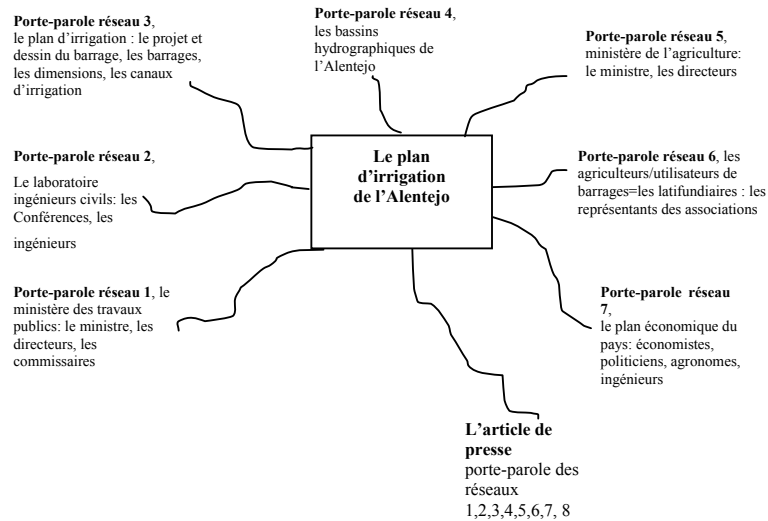 Porte-parole réseau 3,
le plan d'irrigation : le projet et
dessin du barrage, les barrages,
les dimensions, les canaux
d'irrigation
Porte-parole réseau 4,
les bassins
hydrographiques de
l'Alentejo
Porte-parole réseau 5,
ministère de l'agriculture:
le ministre, les directeurs
Porte-parole réseau 2,
Le laboratoire
ingénieurs civils: les
Conférences, les
ingénieurs
Le plan
d'irrigation
de l'Alentejo
Porte-parole réseau 6, les
agriculteurs/utilisateurs de
barrages=les latifundiaires : les
représentants des associations
Porte-parole réseau 1, le
ministère des travaux
publics: le ministre, les
directeurs, les
commissaires
Porte-parole réseau
7,
le plan économique du
pays: économistes,
politiciens, agronomes,
ingénieurs
L'article de
presse
porte-parole des
réseaux
1,2,3,4,5,6,7, 8